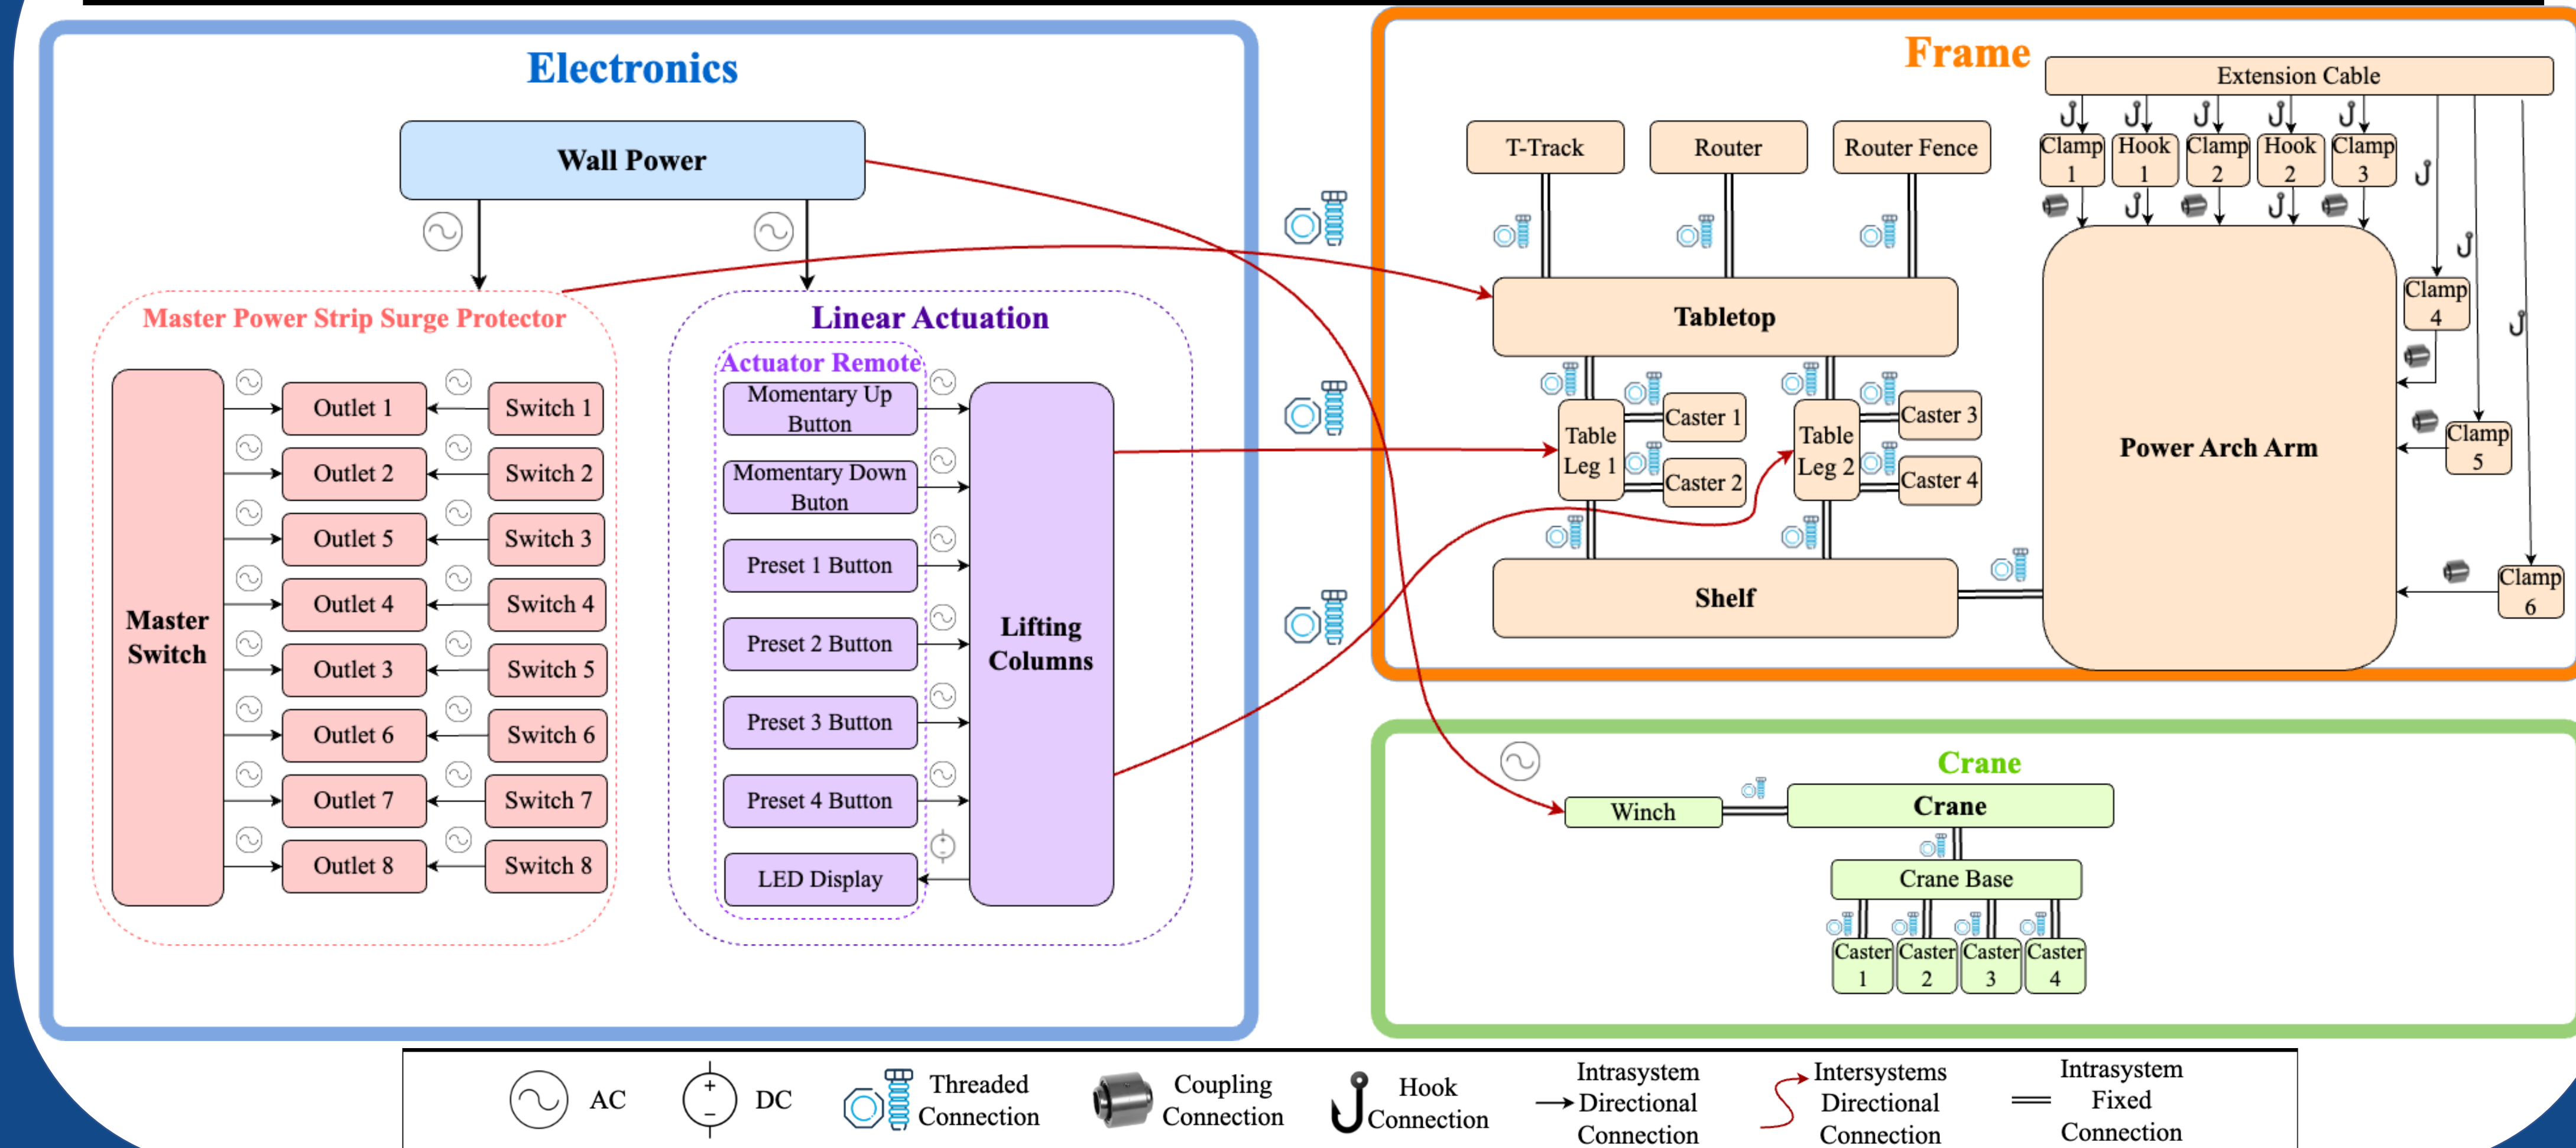 Electronics
Wall Power
Master Power Strip Surge Protector
Master
Switch
Outlet 1
Switch 1
Outlet 2
Switch 2
Outlet 5
Switch 3
Outlet 4
Switch 4
Outlet 3
Switch 5
Outlet 6
Switch 6
Outlet 7
Switch 7
Outlet 8
Switch 8
Linear Actuation
Actuator Remote
Momentary Up
Button
Momentary Down
Buton
Preset 1 Button
Preset 2 Button
Preset 3 Button
Preset 4 Button
LED Display
Lifting
Columns
Frame
Extension Cable
T-Track
Router
Router Fence
Clamp
1
Hook
1
Clamp
2
Hook
2
Clamp
3
Tabletop
Clamp
4
Table
Leg 1
Caster 1
Caster 2
Table
Leg 2
Caster 3
Caster 4
Power Arch Arm
Clamp
5
Shelf
Clamp
6
Crane
Winch
Crane
Crane Base
Caster
1
Caster
2
Caster
3
Caster
4
AC
DC
Threaded
Connection
Coupling
Connection
Hook
Connection
Intrasystem
Directional
Connection
Intersystems
Directional
Connection
Intrasystem
Fixed
Connection